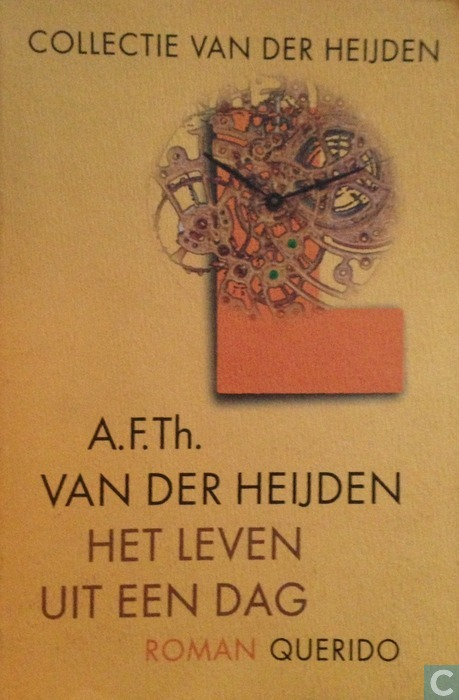 COLLECTIE VAN DER HEIJDEN
L
A.F.Th.
VAN DER HEIJDEN
HET LEVEN
UIT EEN DAG
ROMAN QUERIDO
C